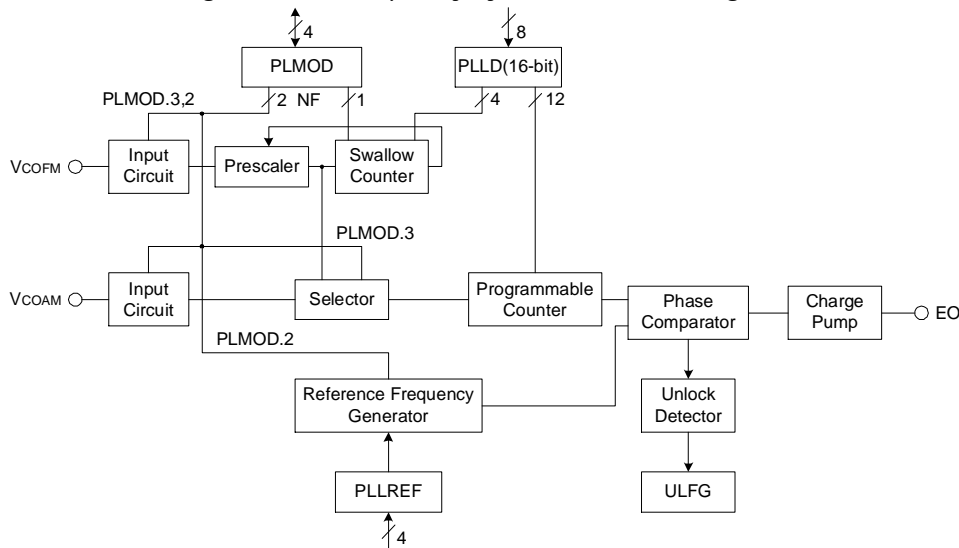 4
8
PLMOD
PLLD(16-bit)
PLMOD.3,2
2
NF
1
4
12
VCOFM
Input
Circuit
Prescaler
Swallow
Counter
PLMOD.3
VCOAM
Input
Circuit
Selector
Programmable
Counter
Phase
Comparator
Charge
Pump
EO
PLMOD.2
Reference Frequency
Generator
Unlock
Detector
PLLREF
ULFG
4